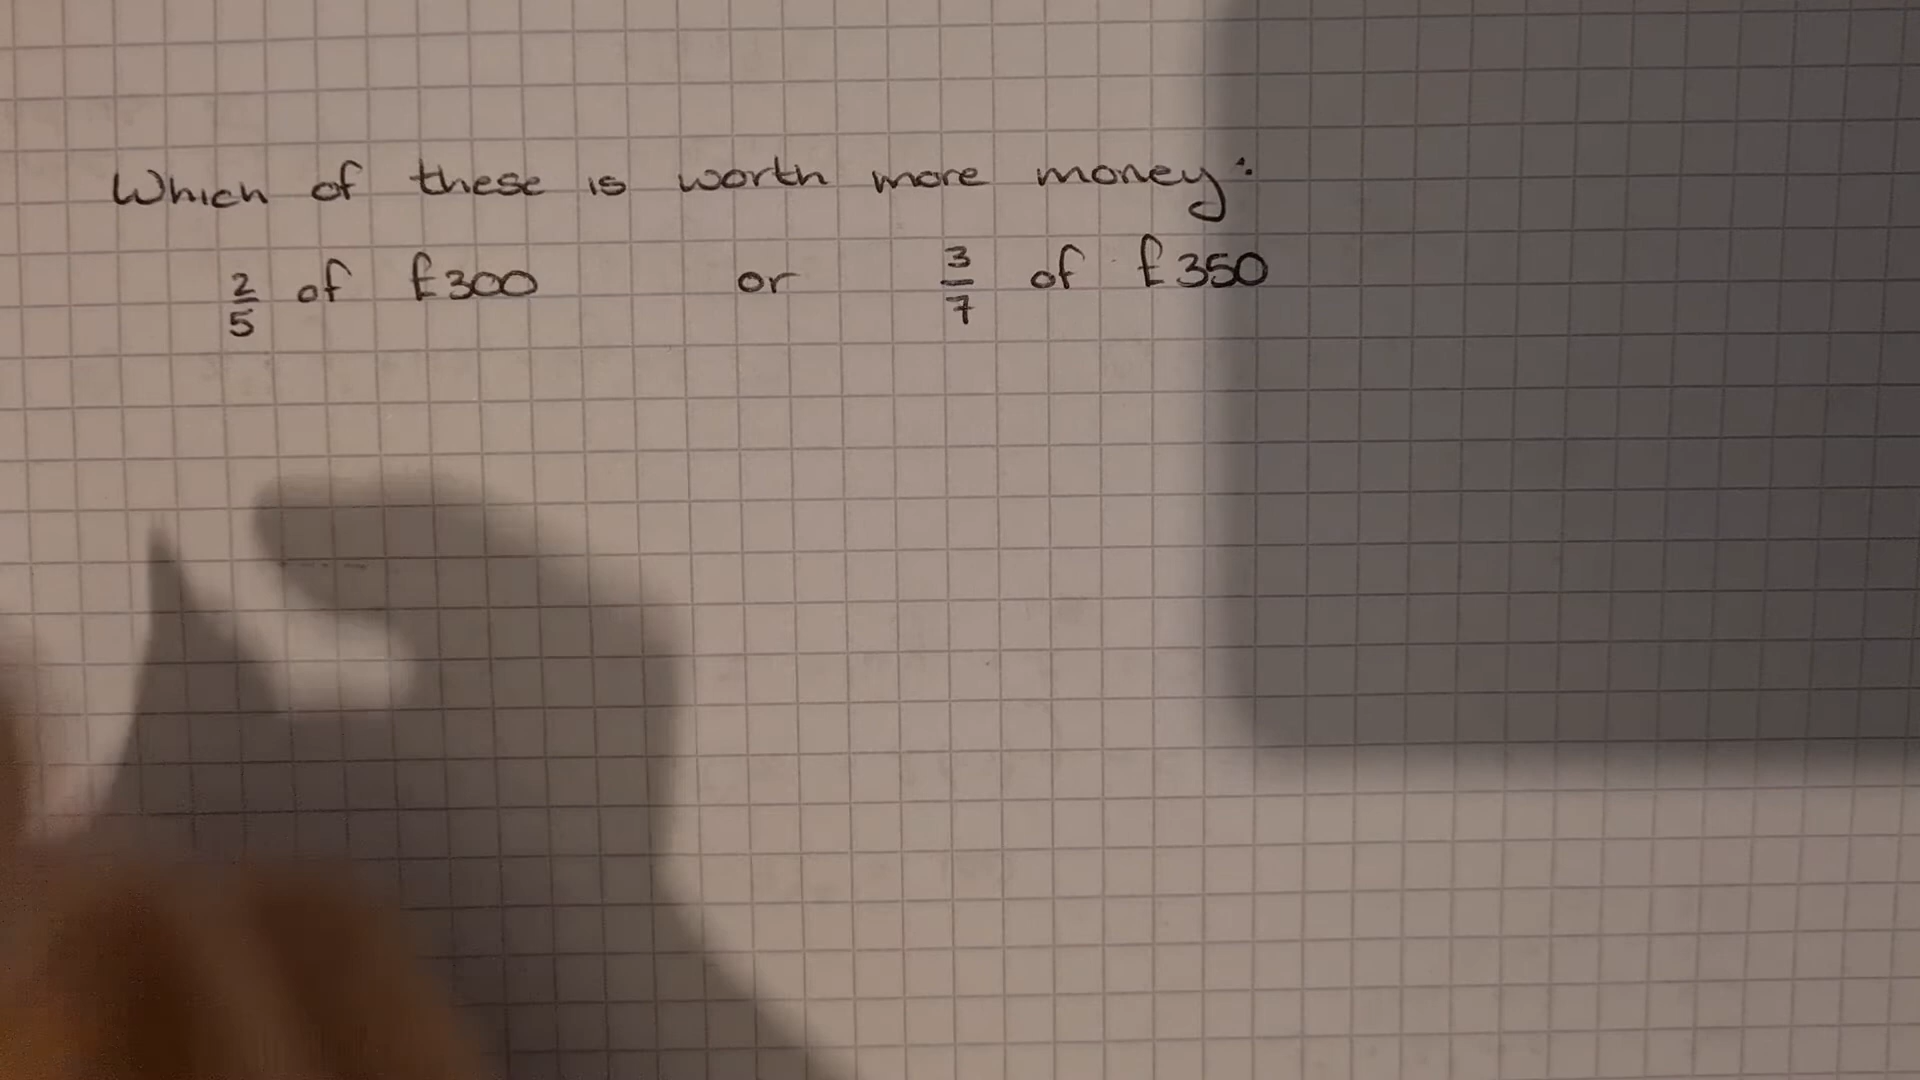 Which of these is worth more money:
2/5 of £300 or 3/7 of £350